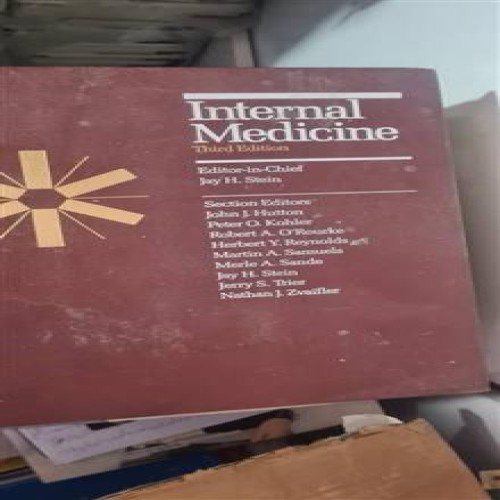 Internal
Medicine
Third Edition
Editor-in-Chief
Jay H. Stein
Section Editors
John J. Hutton
Peter O. Kohler
Robert A. O'Rourke
Herbert Y. Reynolds
Martin A. Samuels
Merle A. Sande
Jay H. Stein
Jerry S. Trier
Nathan J. Zvaifler